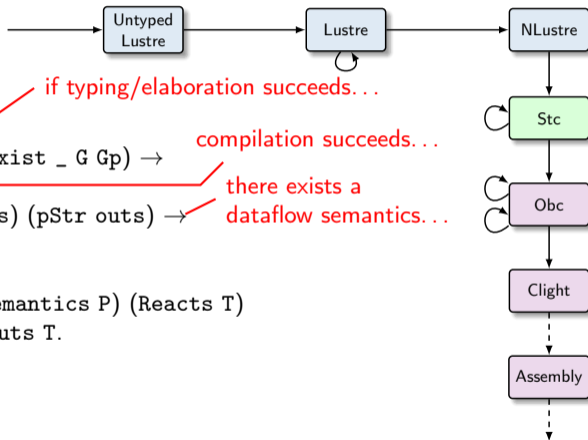 Untyped
Lustre
Lustre
NLustre
if typing/elaboration succeeds...
Stc
compilation succeeds...
xist _ G Gp) →
there exists a
s) (pStr outs) →
dataflow semantics...
Obc
Clight
emantics P) (Reacts T)
uts T.
Assembly